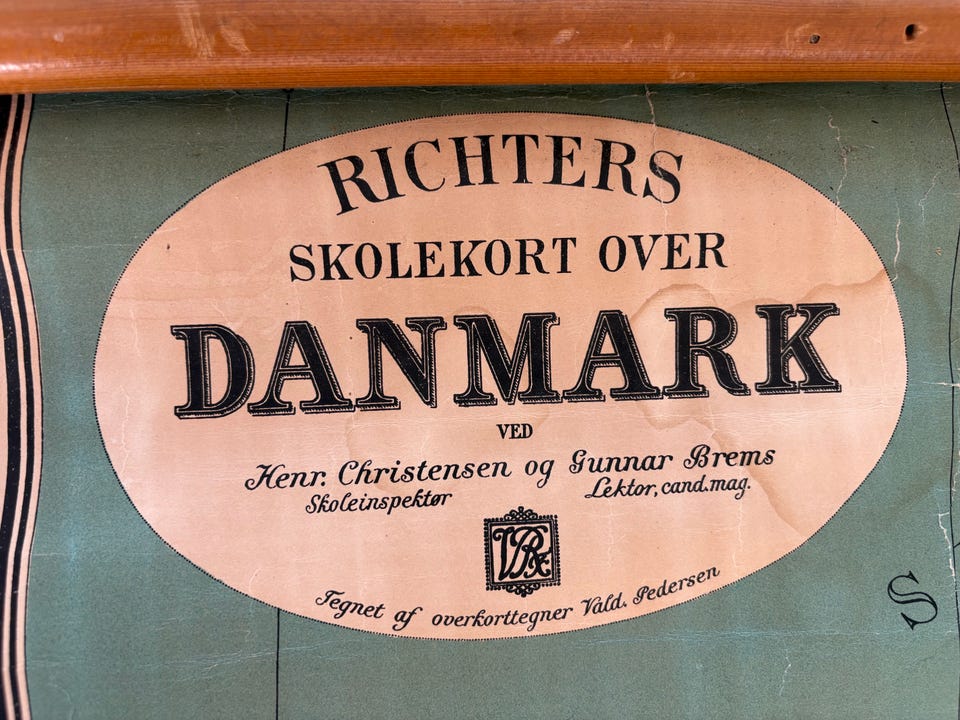 RICHTERS
SKOLEKORT OVER
DANMARK
VED
Henr. Christensen og Gunnar Brems
Skoleinspektør Lektor, cand.mag.
Tegnet af overkorttegner Vald. Pedersen
S